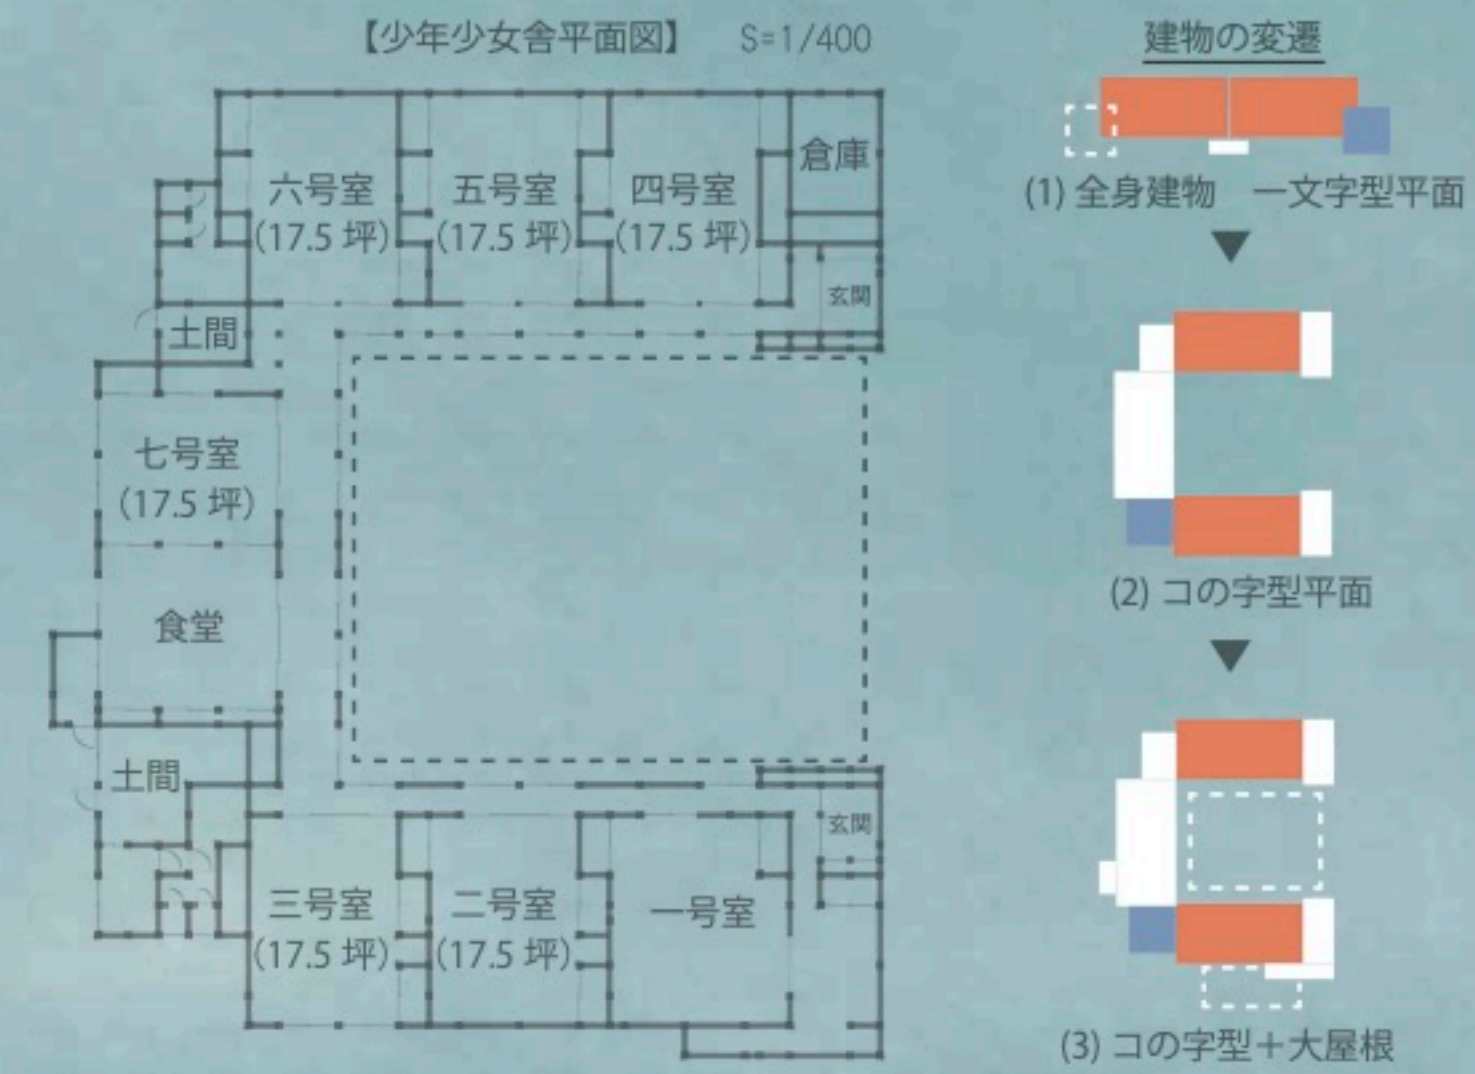 【少年少女舎平面図】 S=1/400
六号室
(17.5 坪)
五号室
(17.5 坪)
四号室
(17.5 坪)
倉庫
玄関
土間
七号室
(17.5 坪)
食堂
土間
玄関
三号室
(17.5 坪)
二号室
(17.5 坪)
一号室
建物の変遷
(1) 全身建物 一文字型平面
(2) コの字型平面
(3) コの字型＋大屋根